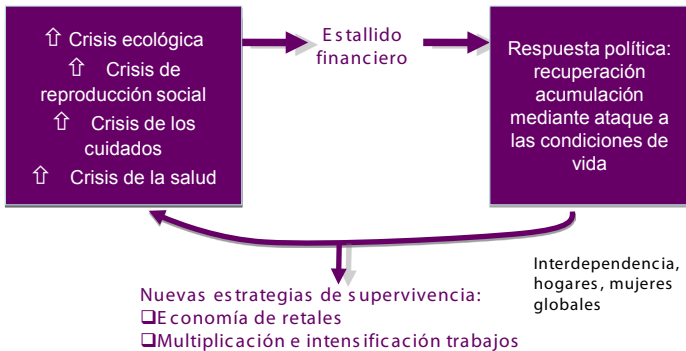 ⇧ Crisis ecológica
⇧ Crisis de
reproducción social
⇧ Crisis de los
cuidados
⇧ Crisis de la salud
Estallido
financiero
Respuesta política:
recuperación
acumulación
mediante ataque a
las condiciones de
vida
Interdependencia,
hogares, mujeres
globales
Nuevas estrategias de supervivencia:
❑Economía de retales
❑Multiplicación e intensificación trabajos